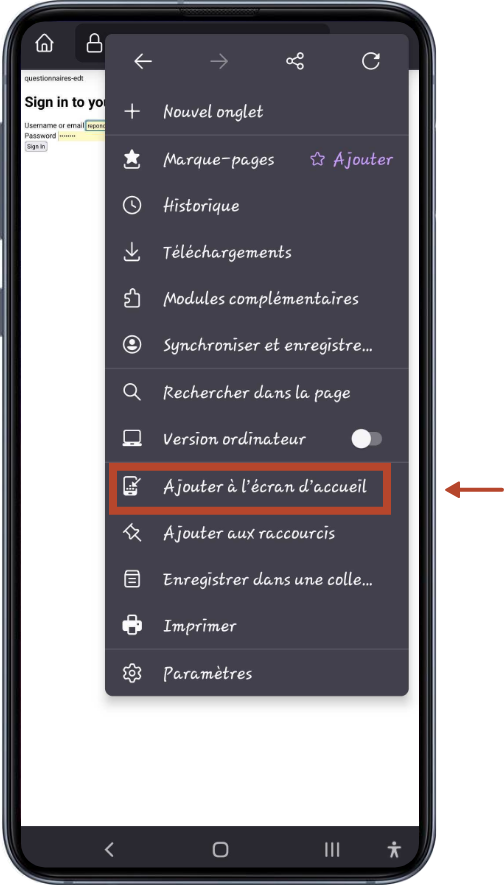 questionnaires-edt
Sign in to you
Username or email repond
Password
Sign In
Nouvel onglet
Marque-pages Ajouter
Historique
Téléchargements
Modules complémentaires
Synchroniser et enregistre...
Rechercher dans la page
Version ordinateur
Ajouter à l'écran d'accueil
Ajouter aux raccourcis
Enregistrer dans une colle...
Imprimer
Paramètres